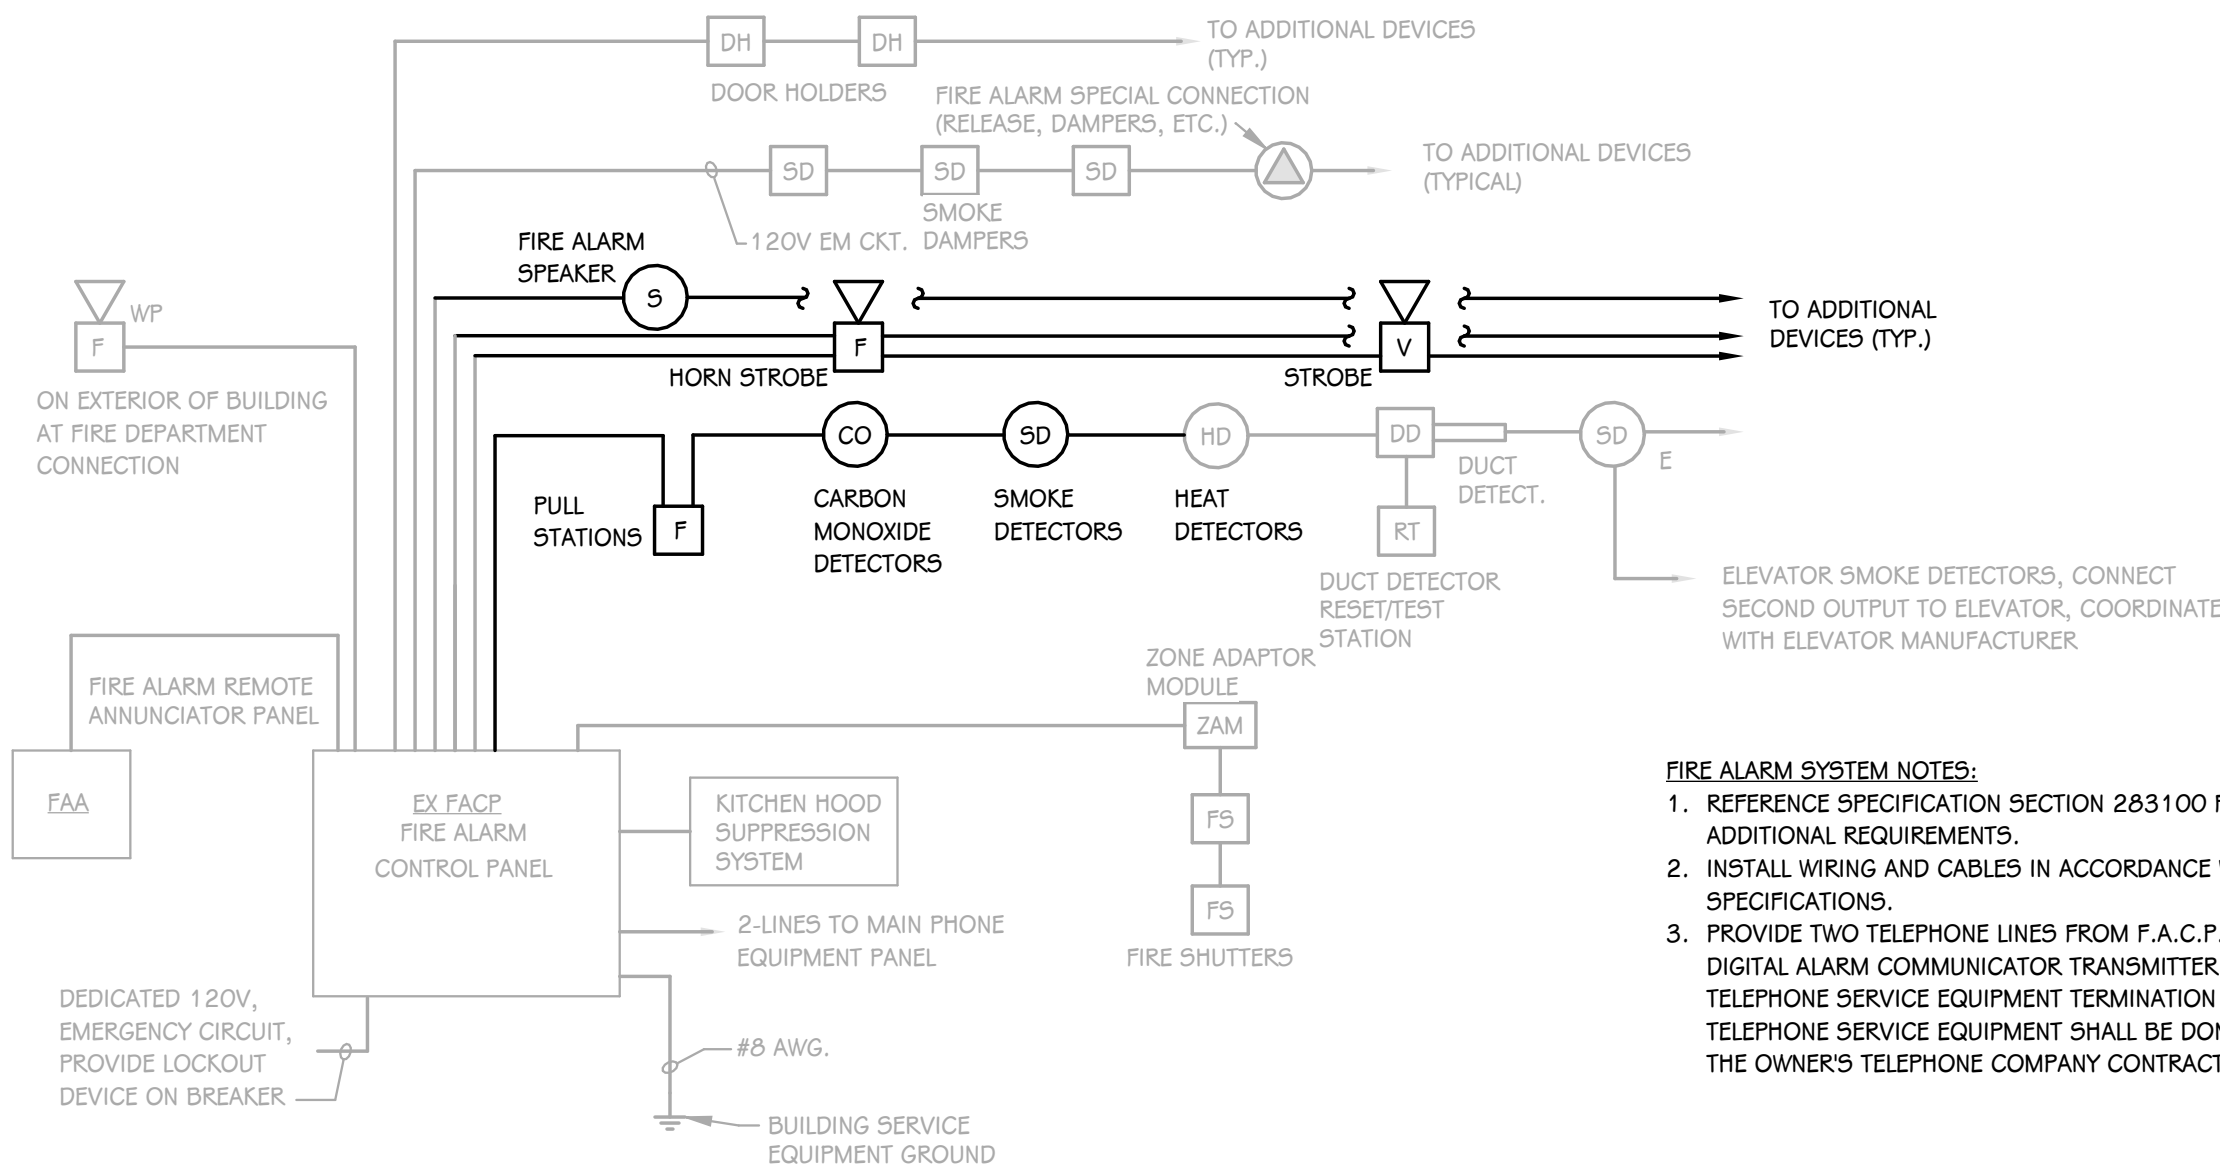 DH
DH
TO ADDITIONAL DEVICES
(TYP.)
DOOR HOLDERS
FIRE ALARM SPECIAL CONNECTION
(RELEASE, DAMPERS, ETC.)
SD
SD
SD
TO ADDITIONAL DEVICES
(TYPICAL)
SMOKE
DAMPERS
120V EM CKT.
FIRE ALARM
SPEAKER
S
F
V
HORN STROBE
STROBE
TO ADDITIONAL
DEVICES (TYP.)
WP
F
ON EXTERIOR OF BUILDING
AT FIRE DEPARTMENT
CONNECTION
PULL
STATIONS
F
CO
CARBON
MONOXIDE
DETECTORS
SD
SMOKE
DETECTORS
HD
HEAT
DETECTORS
DD
DUCT
DETECT.
SD
E
RT
DUCT DETECTOR
RESET/TEST
STATION
ELEVATOR SMOKE DETECTORS, CONNECT
SECOND OUTPUT TO ELEVATOR, COORDINATE
WITH ELEVATOR MANUFACTURER
FIRE ALARM REMOTE
ANNUNCIATOR PANEL
FAA
EX FACP
FIRE ALARM
CONTROL PANEL
ZONE ADAPTOR
MODULE
ZAM
FS
FS
FIRE SHUTTERS
KITCHEN HOOD
SUPPRESSION
SYSTEM
2-LINES TO MAIN PHONE
EQUIPMENT PANEL
DEDICATED 120V,
EMERGENCY CIRCUIT,
PROVIDE LOCKOUT
DEVICE ON BREAKER
#8 AWG.
BUILDING SERVICE
EQUIPMENT GROUND
FIRE ALARM SYSTEM NOTES:
1. REFERENCE SPECIFICATION SECTION 283100
ADDITIONAL REQUIREMENTS.
2. INSTALL WIRING AND CABLES IN ACCORDANCE
SPECIFICATIONS.
3. PROVIDE TWO TELEPHONE LINES FROM F.A.C.P.
DIGITAL ALARM COMMUNICATOR TRANSMITTER
TELEPHONE SERVICE EQUIPMENT TERMINATION
TELEPHONE SERVICE EQUIPMENT SHALL BE
THE OWNER'S TELEPHONE COMPANY